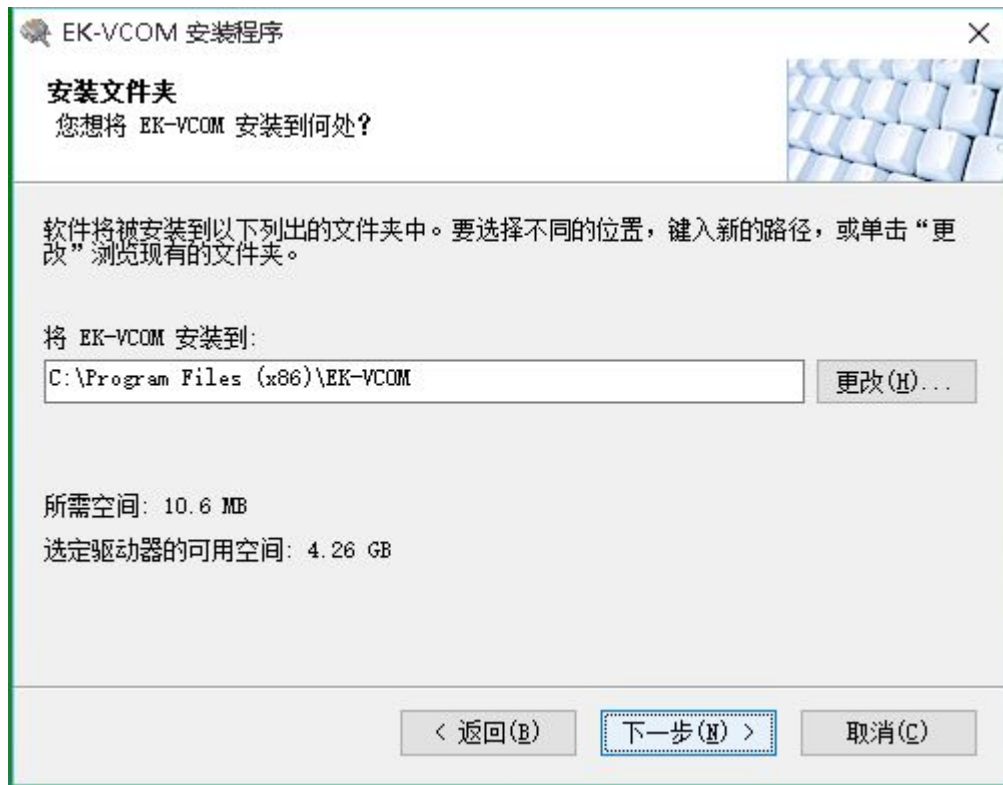 EK-VCOM 安装程序
安装文件夹
您想将 EK-VCOM 安装到何处?
软件将被安装到以下列出的文件夹中。要选择不同的位置，键入新的路径，或单击“更
改”浏览现有的文件夹。
将 EK-VCOM 安装到:
C:\Program Files (x86)\EK-VCOM
更改(H)...
所需空间: 10.6 MB
选定驱动器的可用空间: 4.26 GB
< 返回(B)
下一步(N) >
取消(C)